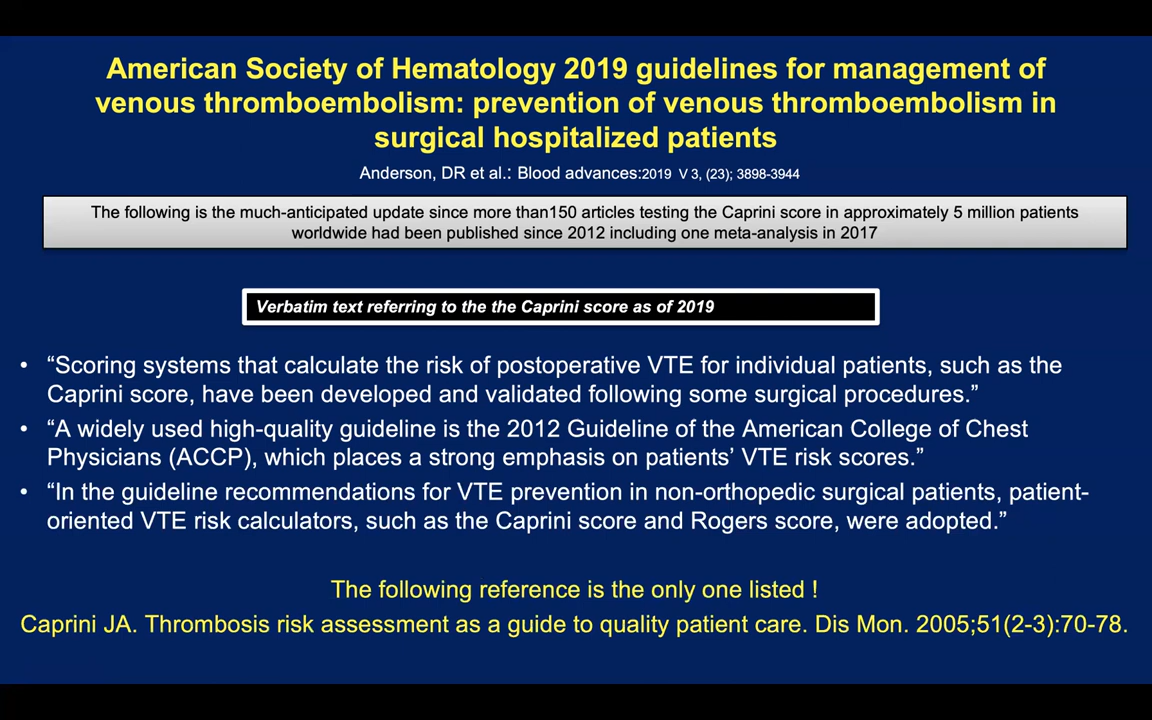 American Society of Hematology 2019 guidelines for management of
venous thromboembolism: prevention of venous thromboembolism in
surgical hospitalized patients
Anderson, DR et al.: Blood advances:2019 V 3, (23); 3898-3944
The following is the much-anticipated update since more than150 articles testing the Caprini score in approximately 5 million patients
worldwide had been published since 2012 including one meta-analysis in 2017
Verbatim text referring to the the Caprini score as of 2019
• “Scoring systems that calculate the risk of postoperative VTE for individual patients, such as the
Caprini score, have been developed and validated following some surgical procedures.”
• “A widely used high-quality guideline is the 2012 Guideline of the American College of Chest
Physicians (ACCP), which places a strong emphasis on patients’ VTE risk scores.”
• “In the guideline recommendations for VTE prevention in non-orthopedic surgical patients, patient-
oriented VTE risk calculators, such as the Caprini score and Rogers score, were adopted.”
The following reference is the only one listed !
Caprini JA. Thrombosis risk assessment as a guide to quality patient care. Dis Mon. 2005;51(2-3):70-78.